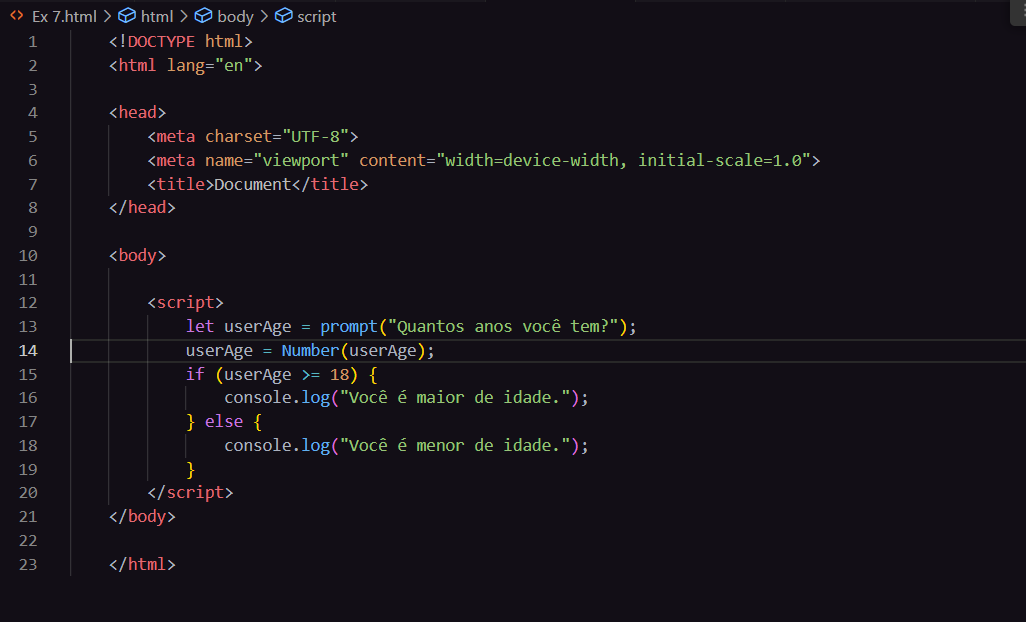 Ex 7.html > html > body > script
1 <!DOCTYPE html>
2 <html lang="en">
3
4 <head>
5     <meta charset="UTF-8">
6     <meta name="viewport" content="width=device-width, initial-scale=1.0">
7     <title>Document</title>
8 </head>
9
10 <body>
11
12     <script>
13         let userAge = prompt("Quantos anos você tem?");
14         userAge = Number(userAge);
15         if (userAge >= 18) {
16             console.log("Você é maior de idade.");
17         } else {
18             console.log("Você é menor de idade.");
19         }
20     </script>
21 </body>
22
23 </html>